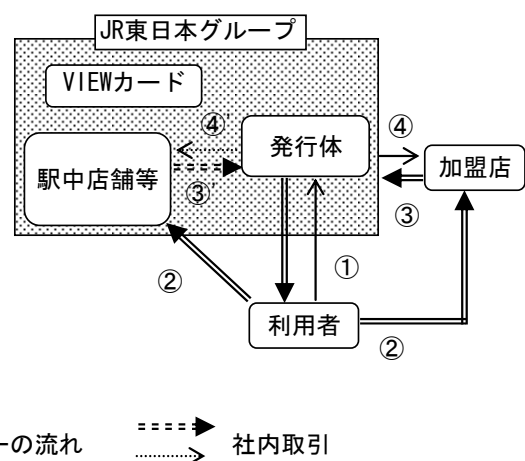 JR東日本グループ
VIEWカード
④'
④
発行体
駅中店舗等
加盟店
③'
③
①
②
利用者
②
ーの流れ
社内取引